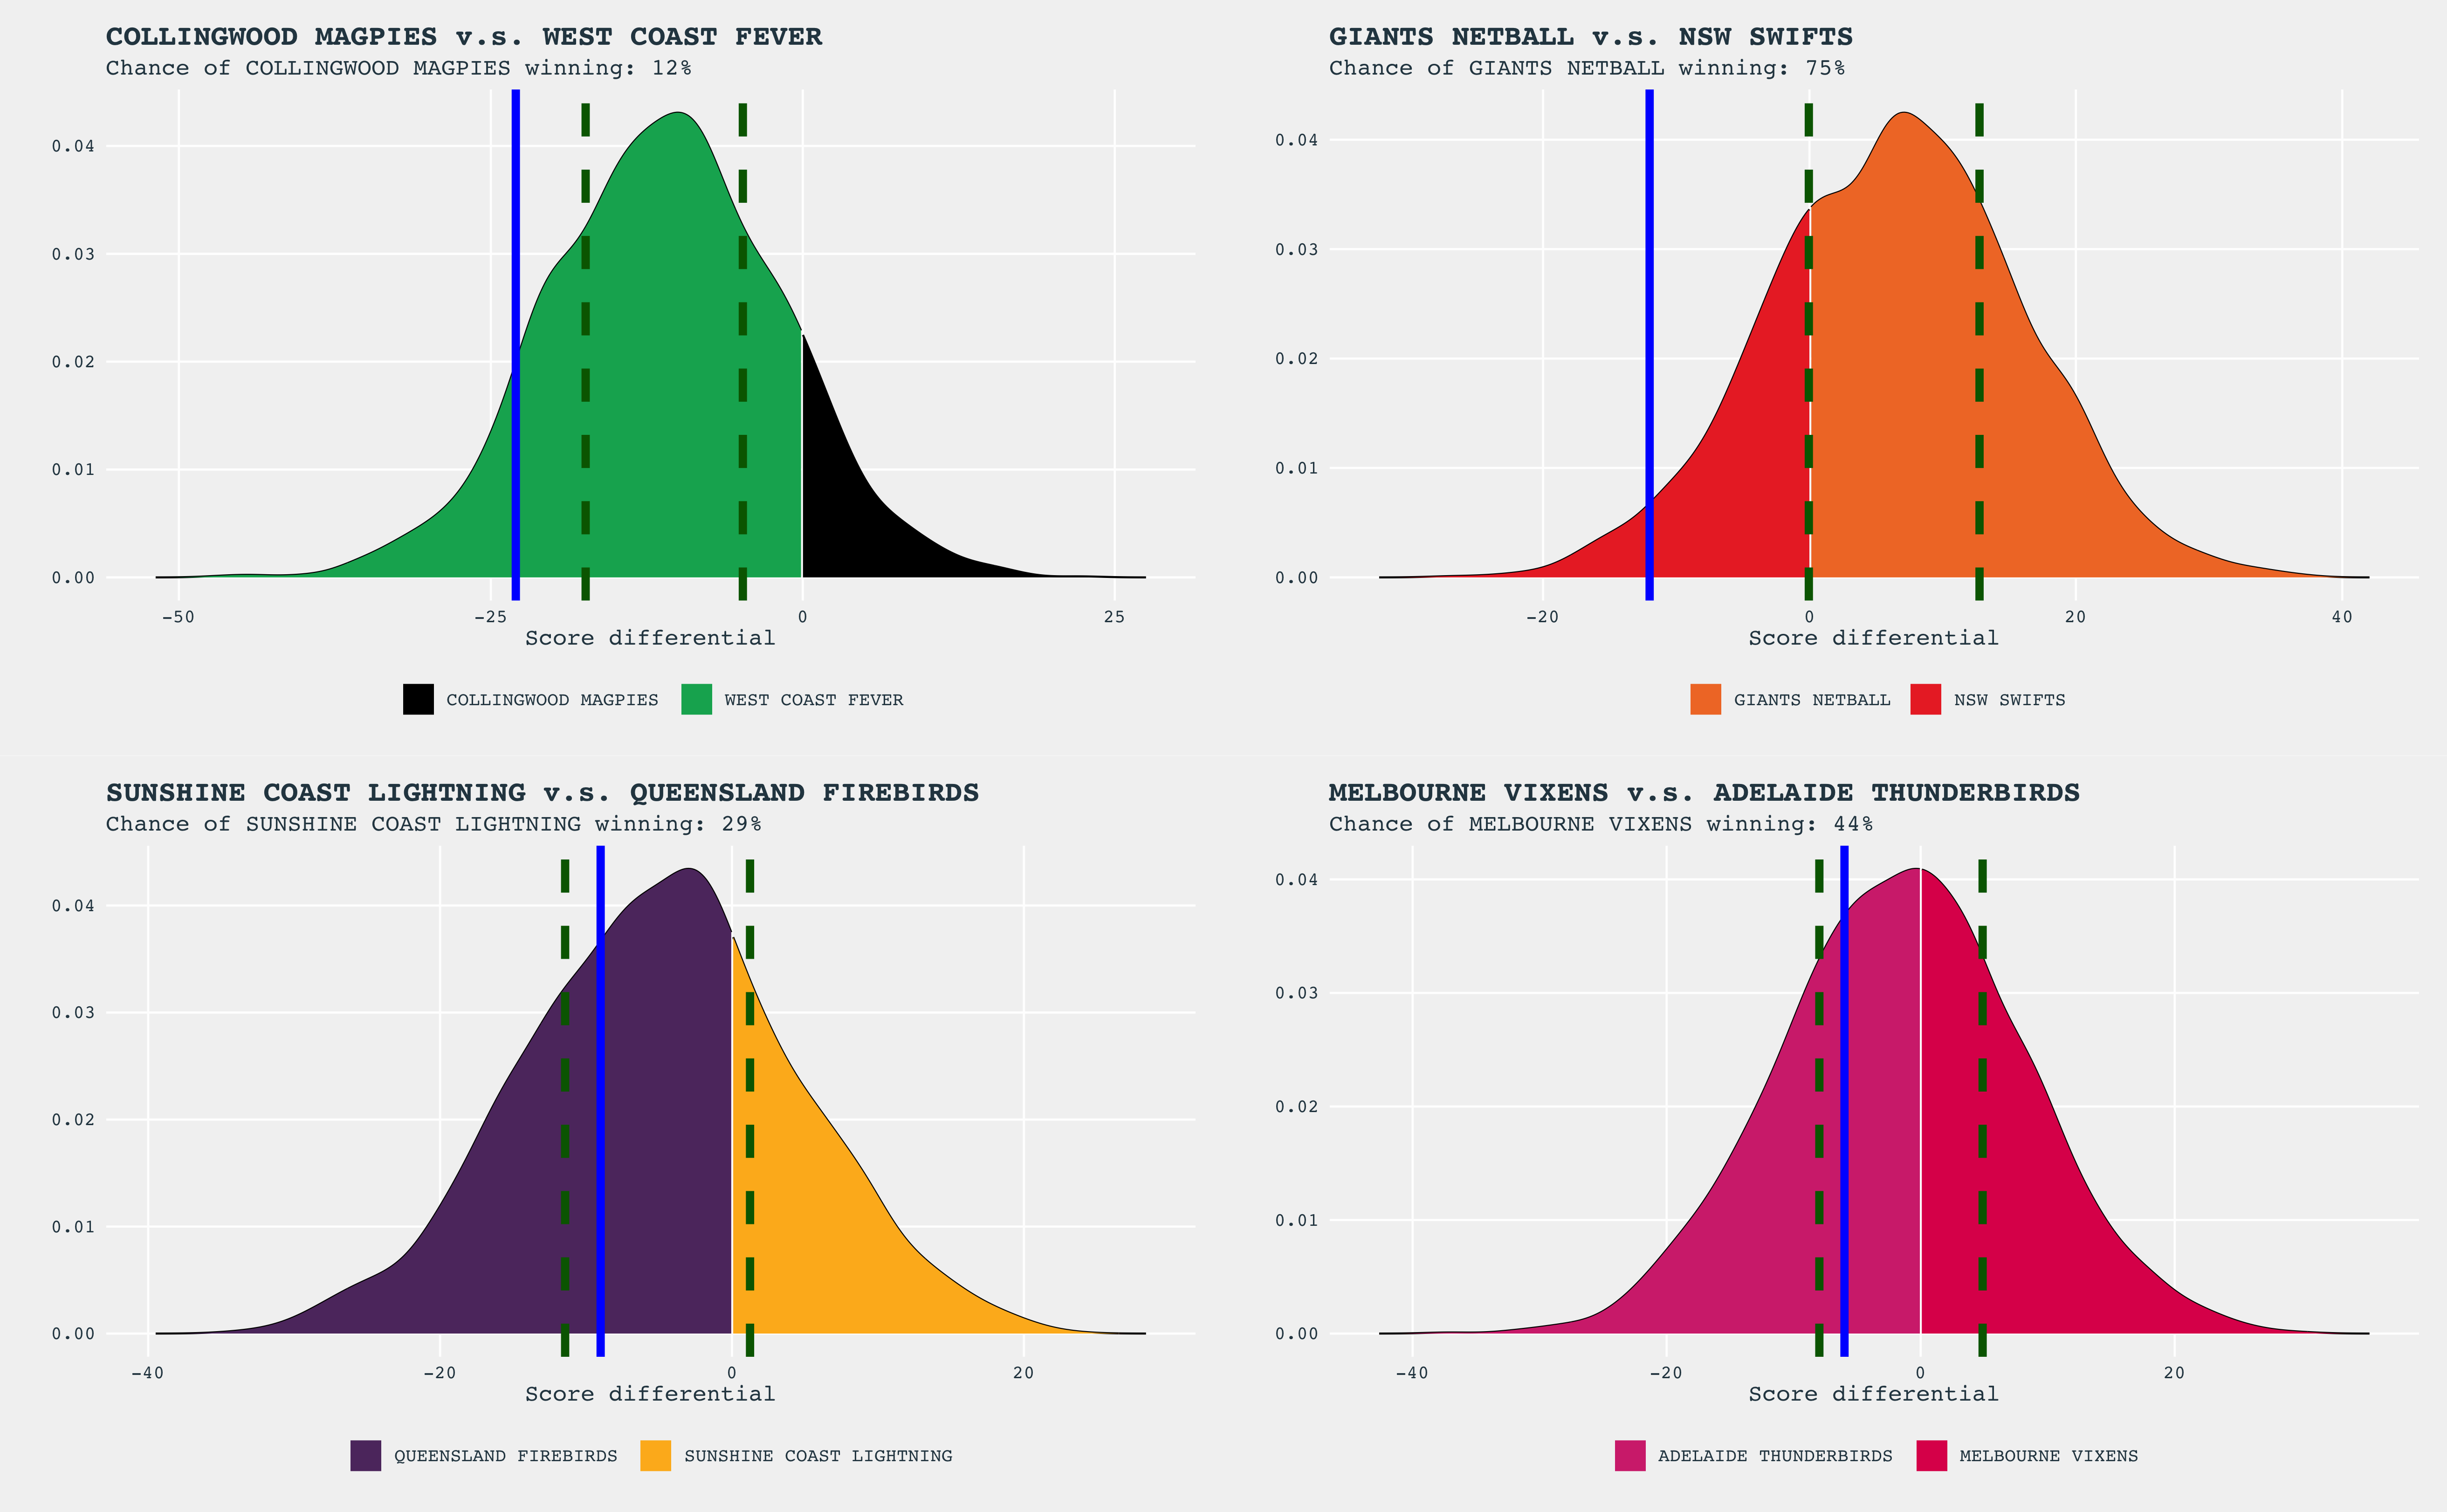 COLLINGWOOD MAGPIES v.s. WEST COAST FEVER
Chance of COLLINGWOOD MAGPIES winning: 12%
0.04
0.03
0.02
0.01
0.00
-50 -25 0 25
Score differential
COLLINGWOOD MAGPIES WEST COAST FEVER
GIANTS NETBALL v.s. NSW SWIFTS
Chance of GIANTS NETBALL winning: 75%
0.04
0.03
0.02
0.01
0.00
-20 0 20 40
Score differential
GIANTS NETBALL NSW SWIFTS
SUNSHINE COAST LIGHTNING v.s. QUEENSLAND FIREBIRDS
Chance of SUNSHINE COAST LIGHTNING winning: 29%
0.04
0.03
0.02
0.01
0.00
-40 -20 0 20
Score differential
QUEENSLAND FIREBIRDS SUNSHINE COAST LIGHTNING
MELBOURNE VIXENS v.s. ADELAIDE THUNDERBIRDS
Chance of MELBOURNE VIXENS winning: 44%
0.04
0.03
0.02
0.01
0.00
-40 -20 0 20
Score differential
ADELAIDE THUNDERBIRDS MELBOURNE VIXENS